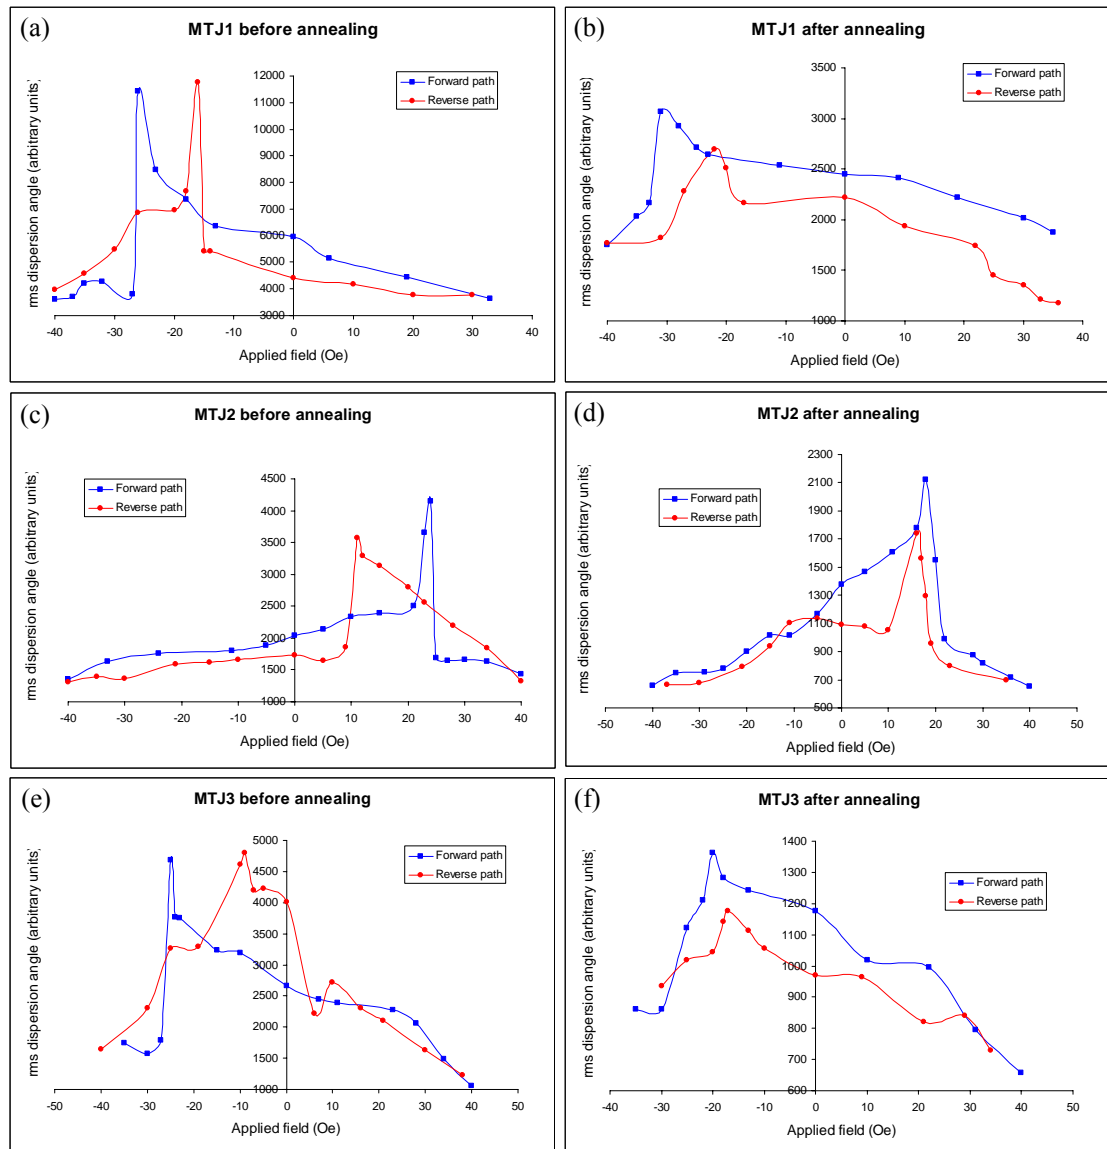 (a)
MTJ1 before annealing
rms dispersion angle (arbitrary units)
12000
11000
10000
9000
8000
7000
6000
5000
4000
3000
Forward path
Reverse path
-40 -30 -20 -10 0 10 20 30 40
Applied field (Oe)
(b)
MTJ1 after annealing
rms dispersion angle (arbitrary units)
3500
3000
2500
2000
1500
1000
Forward path
Reverse path
-40 -30 -20 -10 0 10 20 30 40
Applied field (Oe)
(c)
MTJ2 before annealing
rms dispersion angle (arbitrary units)
4500
4000
3500
3000
2500
2000
1500
1000
Forward path
Reverse path
-40 -30 -20 -10 0 10 20 30 40
Applied field (Oe)
(d)
MTJ2 after annealing
rms dispersion angle (arbitrary units)
2300
2100
1900
1700
1500
1300
1100
900
700
500
Forward path
Reverse path
-50 -40 -30 -20 -10 0 10 20 30 40 50
Applied field (Oe)
(e)
MTJ3 before annealing
rms dispersion angle (arbitrary units)
5000
4500
4000
3500
3000
2500
2000
1500
1000
Forward path
Reverse path
-50 -40 -30 -20 -10 0 10 20 30 40 50
Applied field (Oe)
(f)
MTJ3 after annealing
rms dispersion angle (arbitrary units)
1400
1300
1200
1100
1000
900
800
700
600
Forward path
Reverse path
-40 -30 -20 -10 0 10 20 30 40 50
Applied field (Oe)